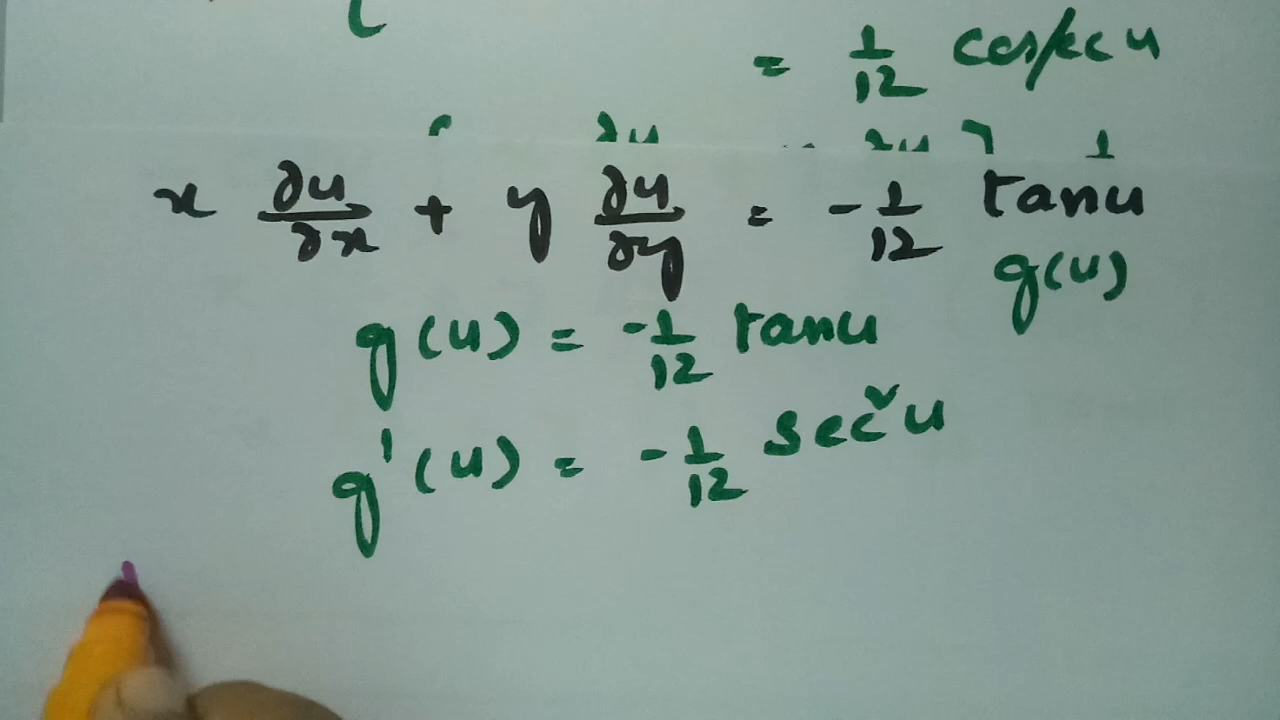 = 1/12 cosec u
x ∂u/∂x + y ∂u/∂y = - 1/12 tanu
g(u)
g(u) = - 1/12 tanu
g'(u) = - 1/12 sec²u